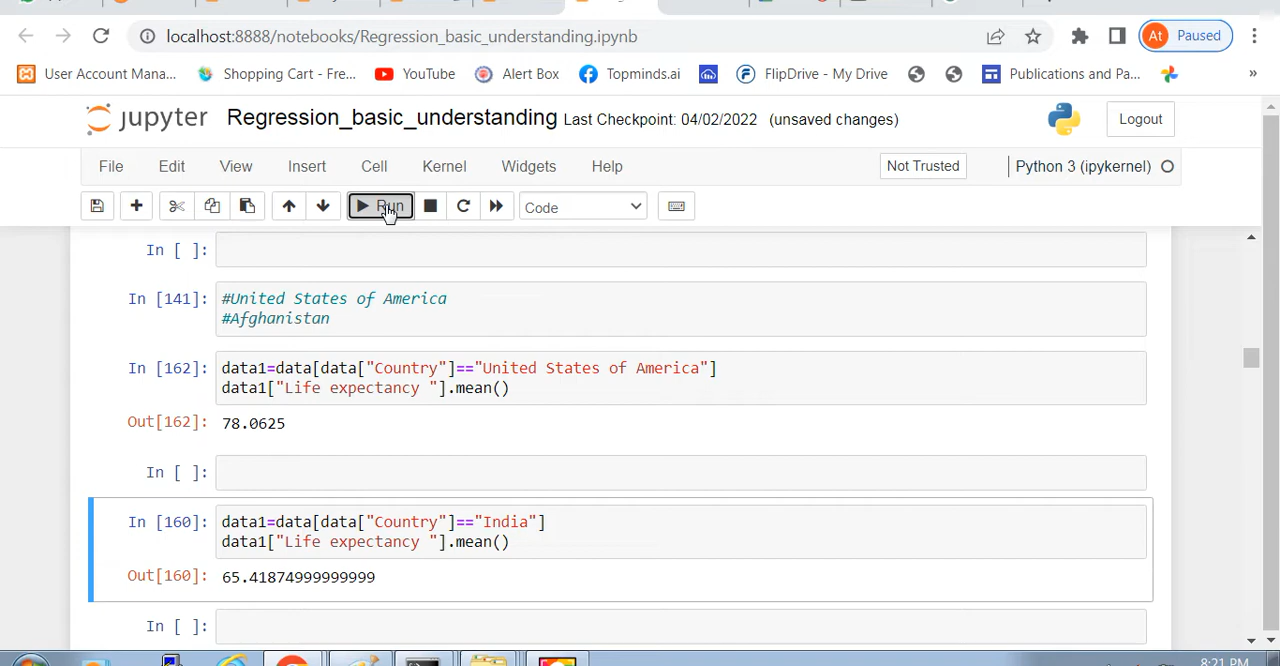 localhost:8888/notebooks/Regression_basic_understanding.ipynb
At Paused
User Account Mana... Shopping Cart - Fre... YouTube Alert Box Topminds.ai FlipDrive - My Drive Publications and Pa... »
jupyter Regression_basic_understanding Last Checkpoint: 04/02/2022 (unsaved changes) Logout
File Edit View Insert Cell Kernel Widgets Help Not Trusted Python 3 (ipykernel)
Run Code
In [ ]:
In [141]: #United States of America
#Afghanistan
In [162]: data1=data[data["Country"]=="United States of America"]
data1["Life expectancy "].mean()
Out[162]: 78.0625
In [ ]:
In [160]: data1=data[data["Country"]=="India"]
data1["Life expectancy "].mean()
Out[160]: 65.41874999999999
In [ ]:
8:21 PM